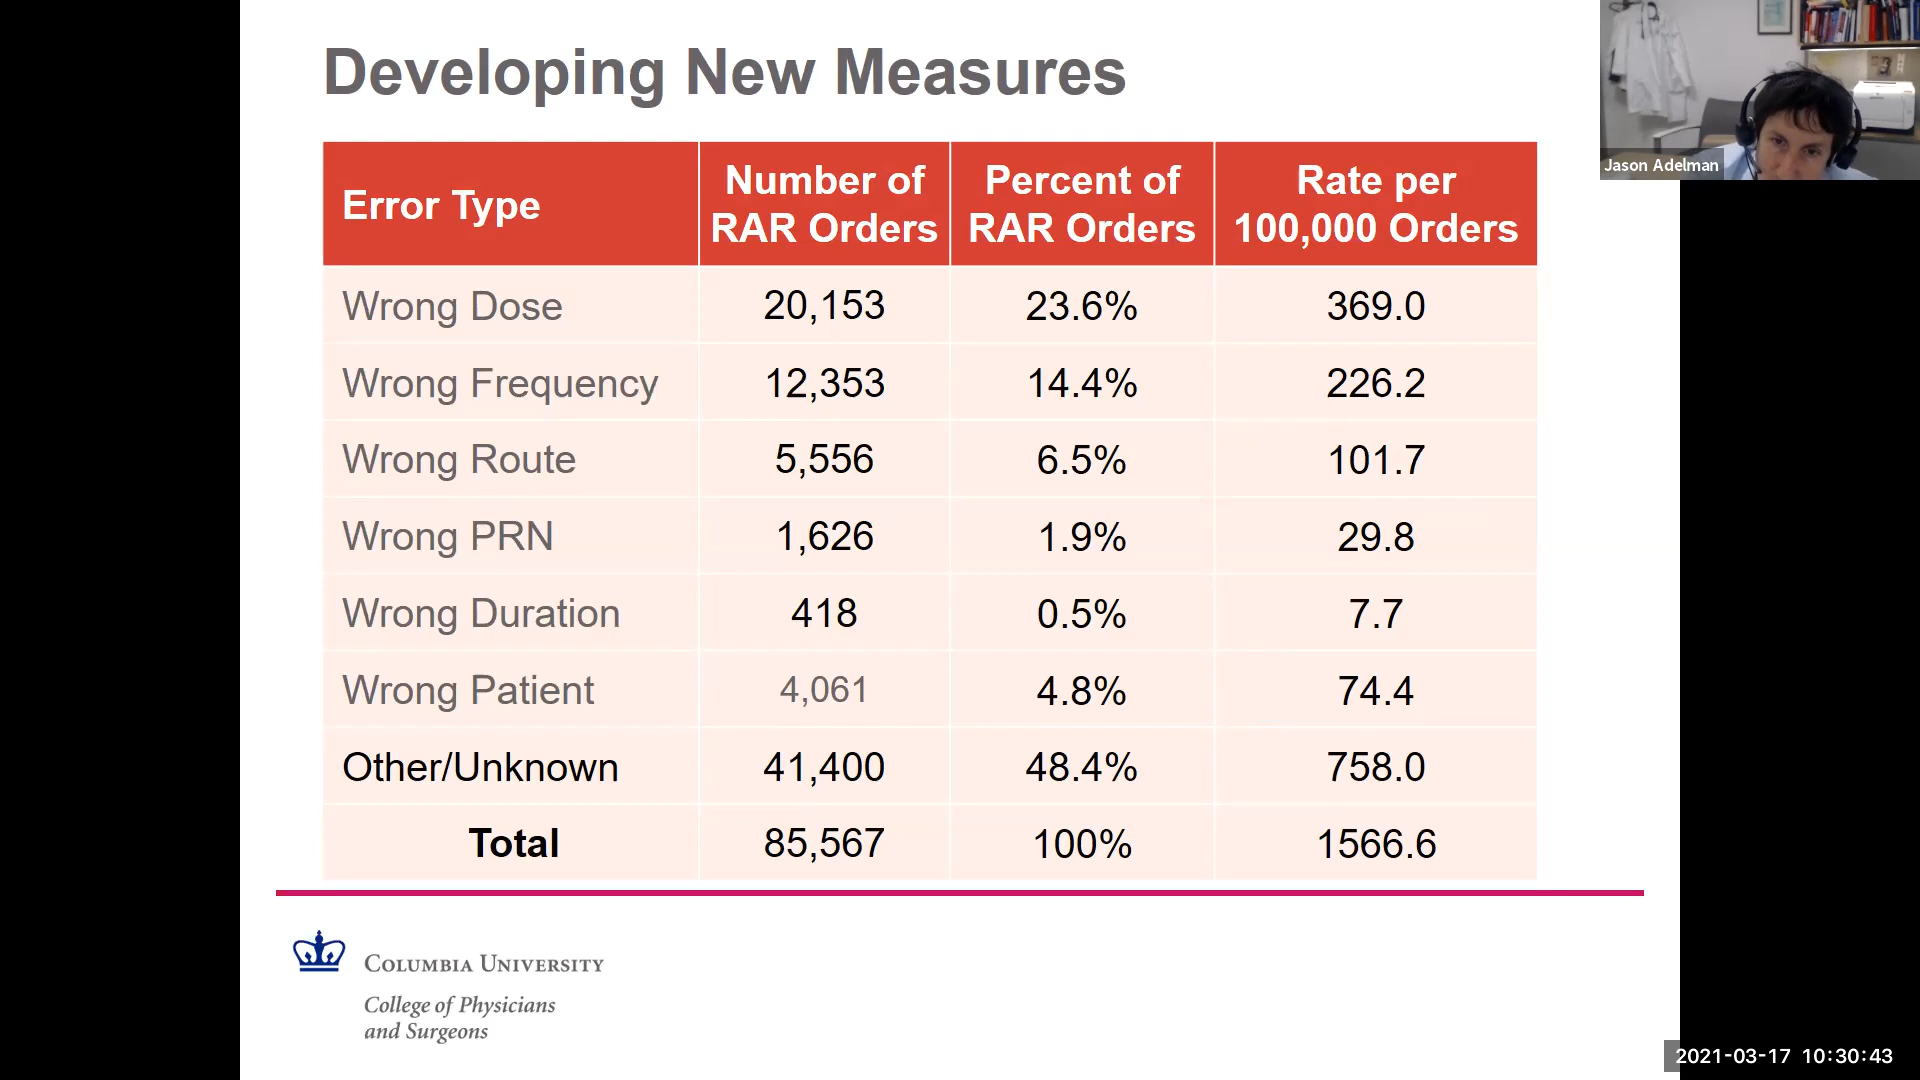 Developing New Measures
Jason Adelman
Error Type
Number of
RAR Orders
Percent of
RAR Orders
Rate per
100,000 Orders
Wrong Dose 20,153 23.6% 369.0
Wrong Frequency 12,353 14.4% 226.2
Wrong Route 5,556 6.5% 101.7
Wrong PRN 1,626 1.9% 29.8
Wrong Duration 418 0.5% 7.7
Wrong Patient 4,061 4.8% 74.4
Other/Unknown 41,400 48.4% 758.0
Total 85,567 100% 1566.6
COLUMBIA UNIVERSITY
College of Physicians
and Surgeons
2021-03-17 10:30:43